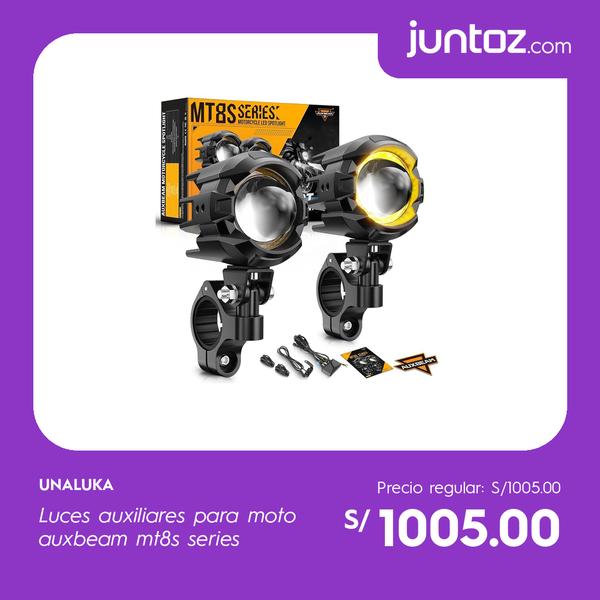 juntoz.com
MT8S SERIES
MOTORCYCLE LED SPOTLIGHT
AUXBEAM MOTORCYCLE SPOTLIGHT
AUXBEAM
UNALUKA
Luces auxiliares para moto
auxbeam mt8s series
Precio regular: S/1005.00
S/ 1005.00